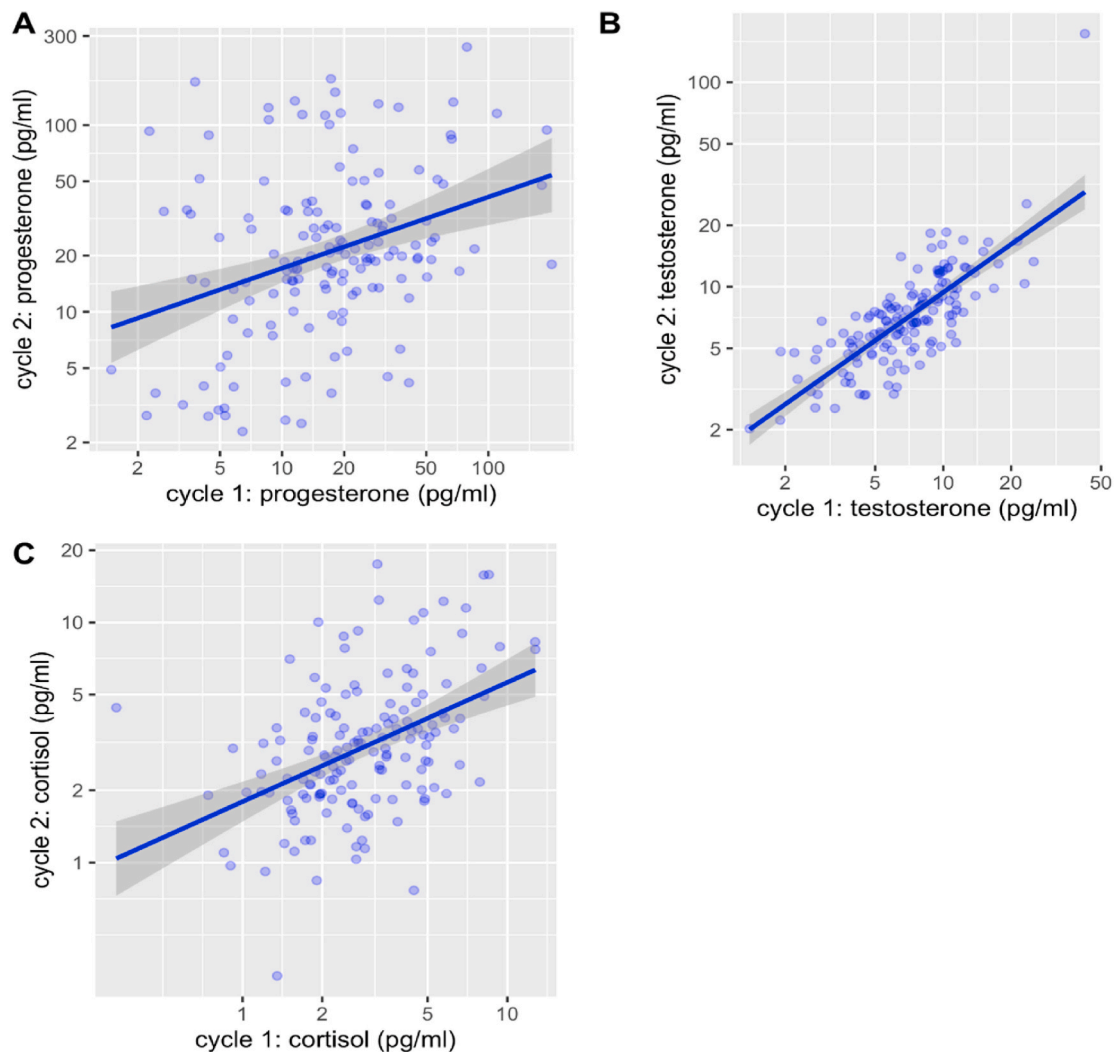 A
300
100
50
20
10
5
2
cycle 2: progesterone (pg/ml)
2 5 10 20 50 100
cycle 1: progesterone (pg/ml)
B
100
50
20
10
5
2
cycle 2: testosterone (pg/ml)
2 5 10 20 50
cycle 1: testosterone (pg/ml)
C
20
10
5
2
1
cycle 2: cortisol (pg/ml)
1 2 5 10
cycle 1: cortisol (pg/ml)